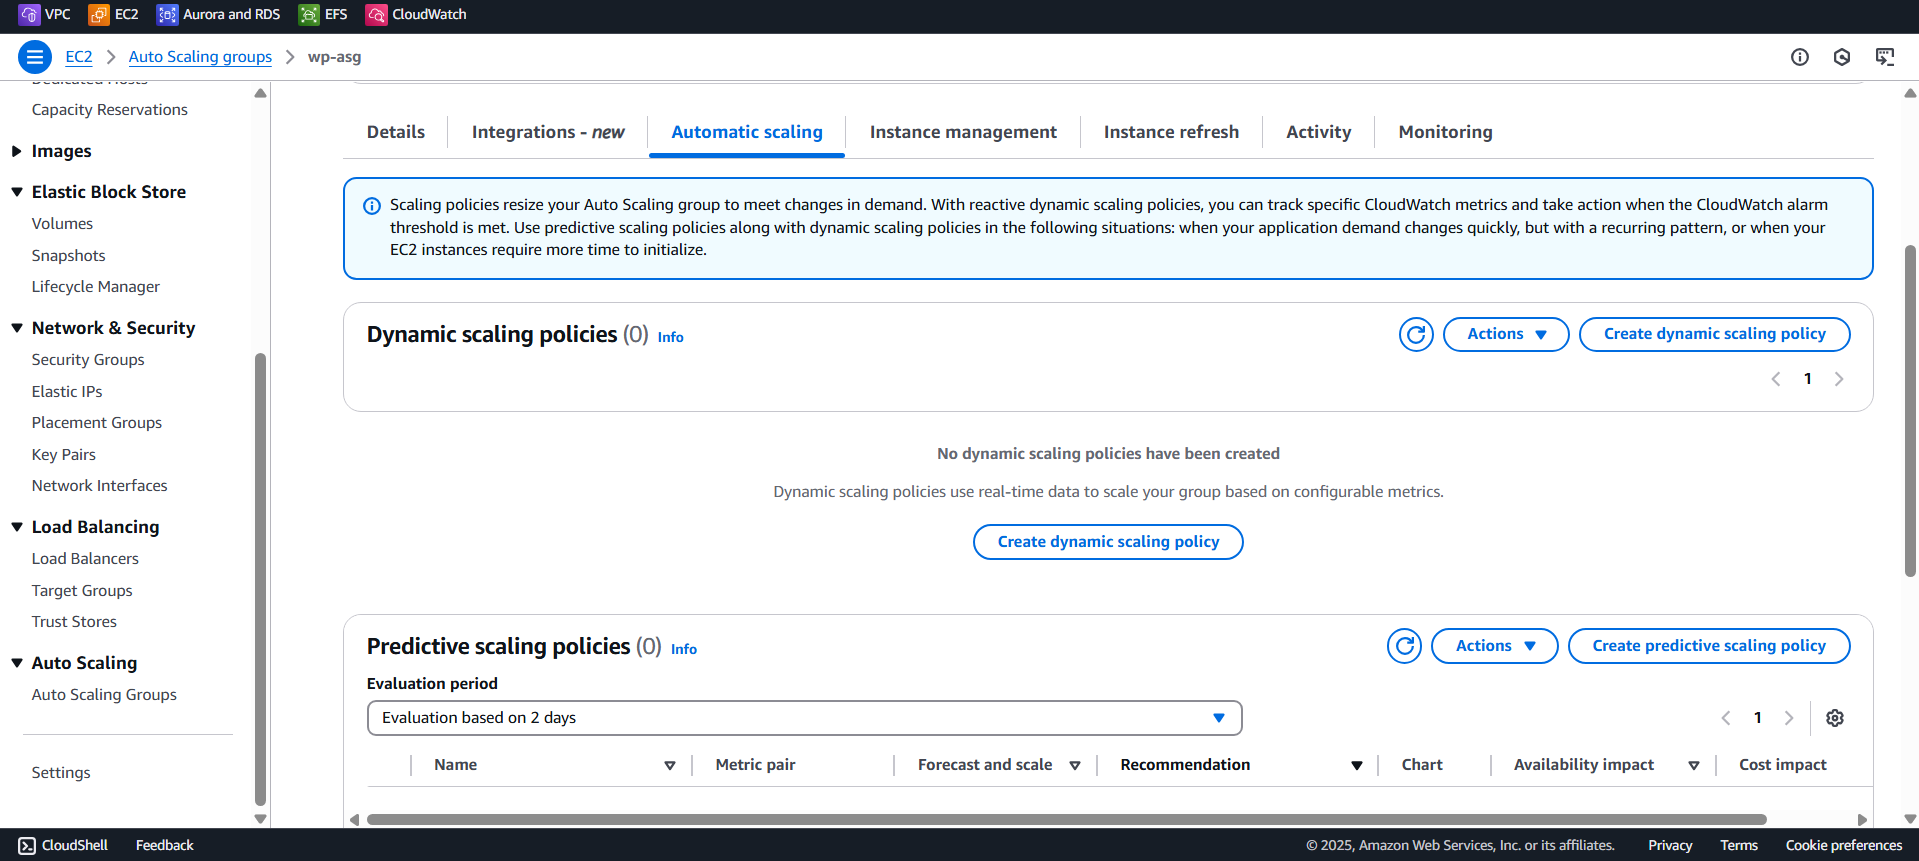 VPC EC2 Aurora and RDS EFS CloudWatch
EC2 Auto Scaling groups wp-asg
Dedicated Hosts
Capacity Reservations
Images
Elastic Block Store
Volumes
Snapshots
Lifecycle Manager
Network & Security
Security Groups
Elastic IPs
Placement Groups
Key Pairs
Network Interfaces
Load Balancing
Load Balancers
Target Groups
Trust Stores
Auto Scaling
Auto Scaling Groups
Settings
Details Integrations - new Automatic scaling Instance management Instance refresh Activity Monitoring
Scaling policies resize your Auto Scaling group to meet changes in demand. With reactive dynamic scaling policies, you can track specific CloudWatch metrics and take action when the CloudWatch alarm
threshold is met. Use predictive scaling policies along with dynamic scaling policies in the following situations: when your application demand changes quickly, but with a recurring pattern, or when your
EC2 instances require more time to initialize.
Dynamic scaling policies (0) Info Actions Create dynamic scaling policy
1
No dynamic scaling policies have been created
Dynamic scaling policies use real-time data to scale your group based on configurable metrics.
Create dynamic scaling policy
Predictive scaling policies (0) Info Actions Create predictive scaling policy
Evaluation period
Evaluation based on 2 days 1
Name Metric pair Forecast and scale Recommendation Chart Availability impact Cost impact
CloudShell Feedback © 2025, Amazon Web Services, Inc. or its affiliates. Privacy Terms Cookie preferences